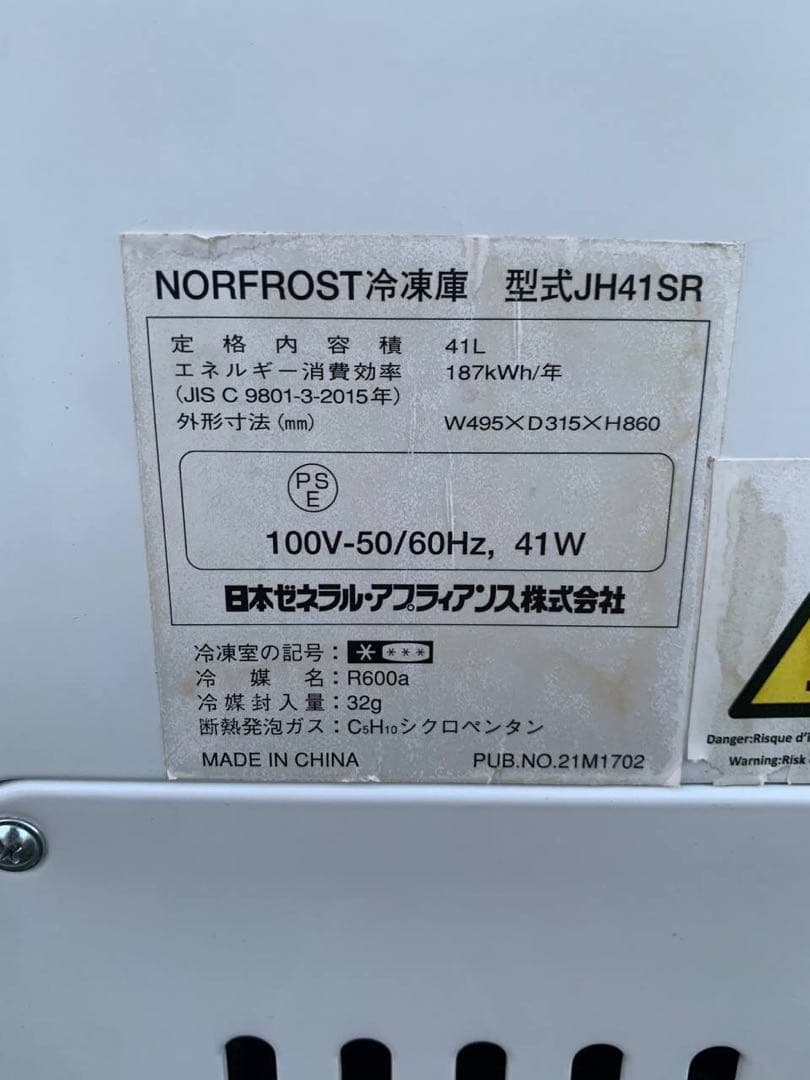 NORFROST冷凍庫 型式JH41SR
定格内容積 41L
エネルギー消費効率 187kWh/年
(JIS C 9801-3-2015年)
外形寸法(mm) W495×D315×H860
PS
E
100V-50/60Hz, 41W
日本ゼネラル・アプライアンス株式会社
冷凍室の記号:* ***
冷媒名:R600a
冷媒封入量:32g
断熱発泡ガス:C5H10シクロペンタン
MADE IN CHINA PUB.NO.21M1702
Danger:Risque d'i
Warning:Risk